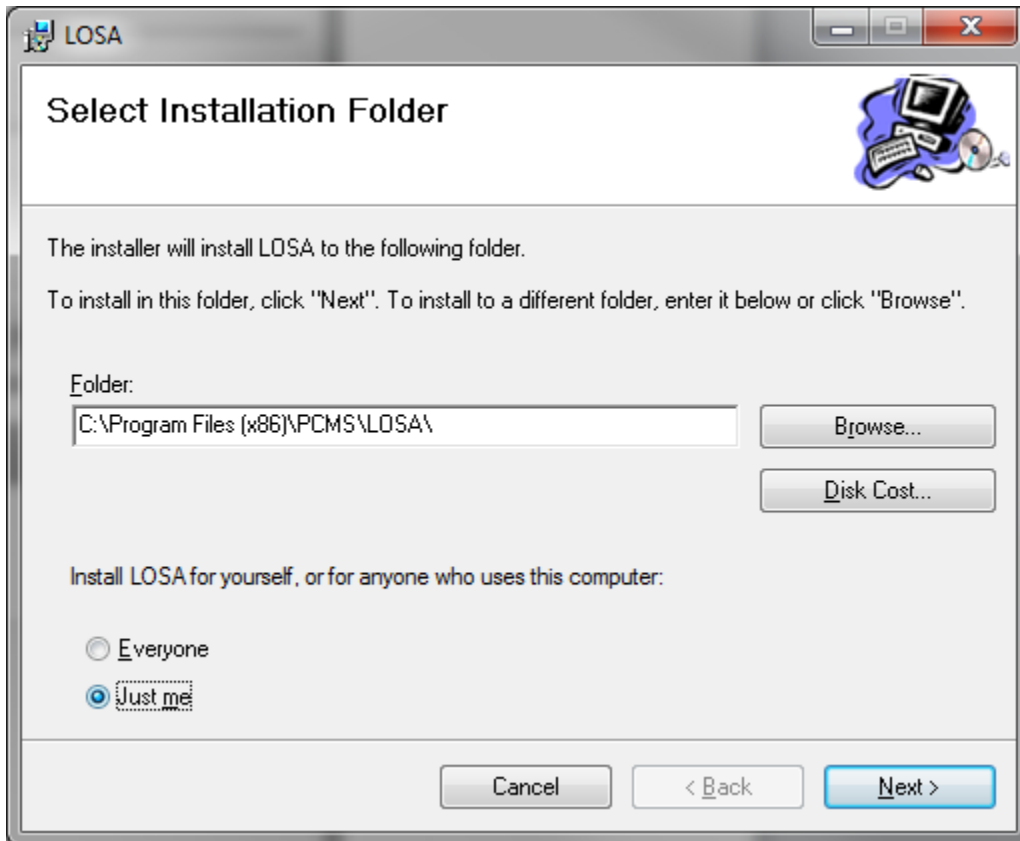 LOSA
Select Installation Folder
The installer will install LOSA to the following folder.
To install in this folder, click "Next". To install to a different folder, enter it below or click "Browse".
Folder:
C:\Program Files (x86)\PCMS\LOSA\
Browse...
Disk Cost...
Install LOSA for yourself, or for anyone who uses this computer:
Everyone
Just me
Cancel
< Back
Next >